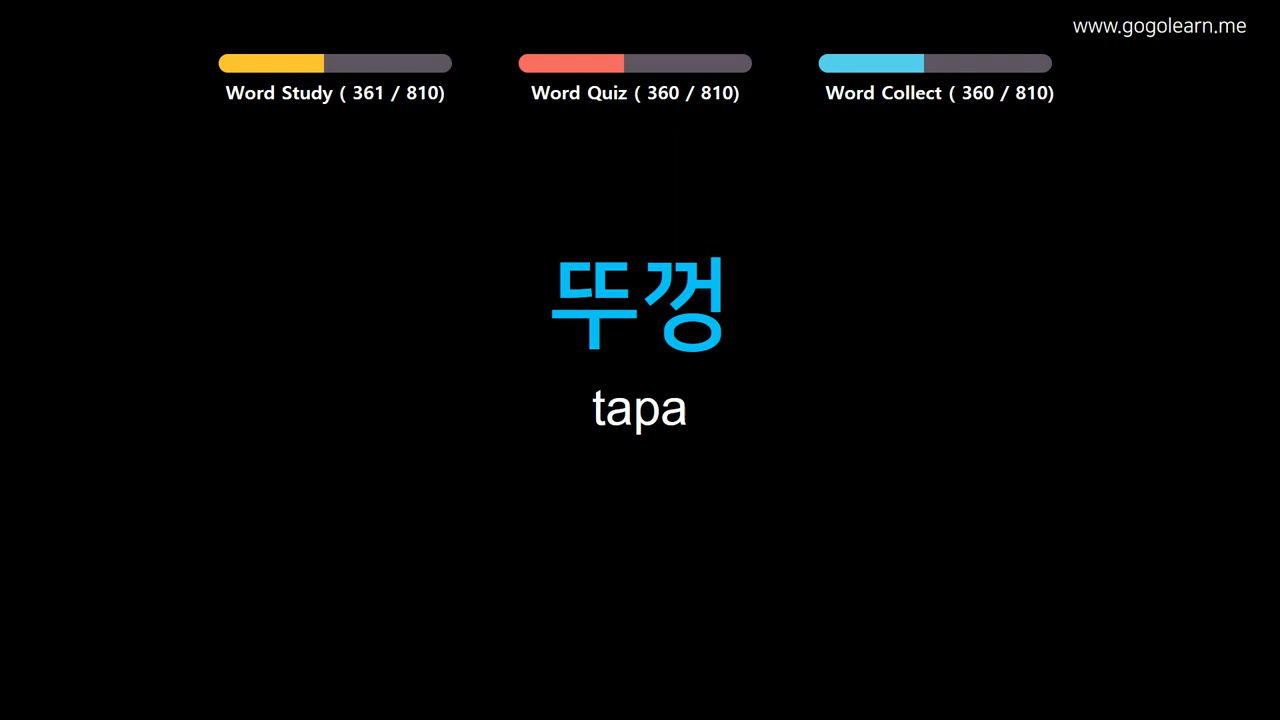 www.gogolearn.me
Word Study ( 361 / 810)
Word Quiz ( 360 / 810)
Word Collect ( 360 / 810)
뚜껑
tapa